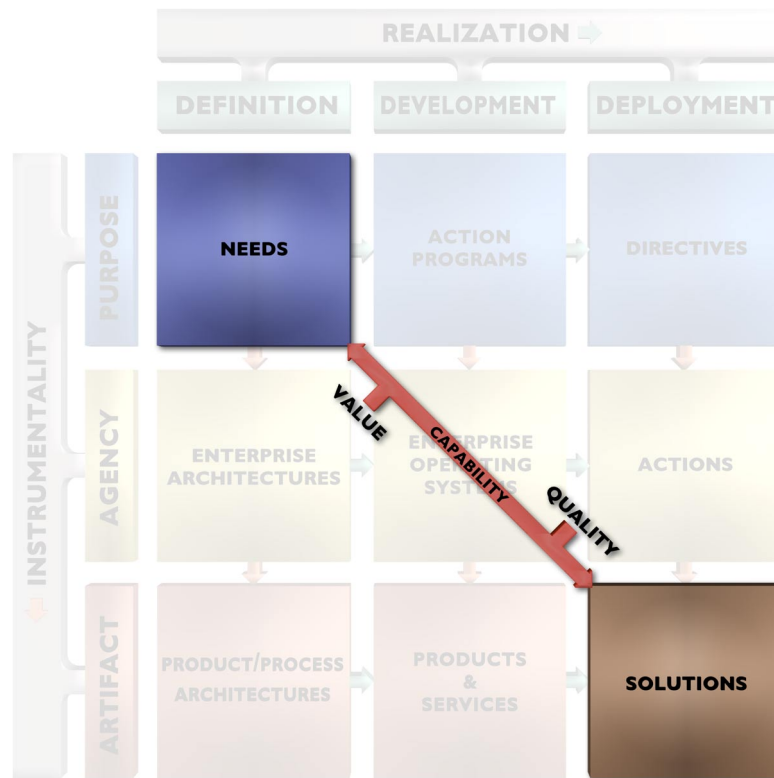 REALIZATION
DEFINITION
DEVELOPMENT
DEPLOYMENT
INSTRUMENTALITY
PURPOSE
NEEDS
ACTION
PROGRAMS
DIRECTIVES
VALUE
CAPABILITY
QUALITY
AGENCY
ENTERPRISE
ARCHITECTURES
ENTERPRISE
OPERATING
SYSTEMS
ACTIONS
ARTIFACT
PRODUCT/PROCESS
ARCHITECTURES
PRODUCTS
&
SERVICES
SOLUTIONS